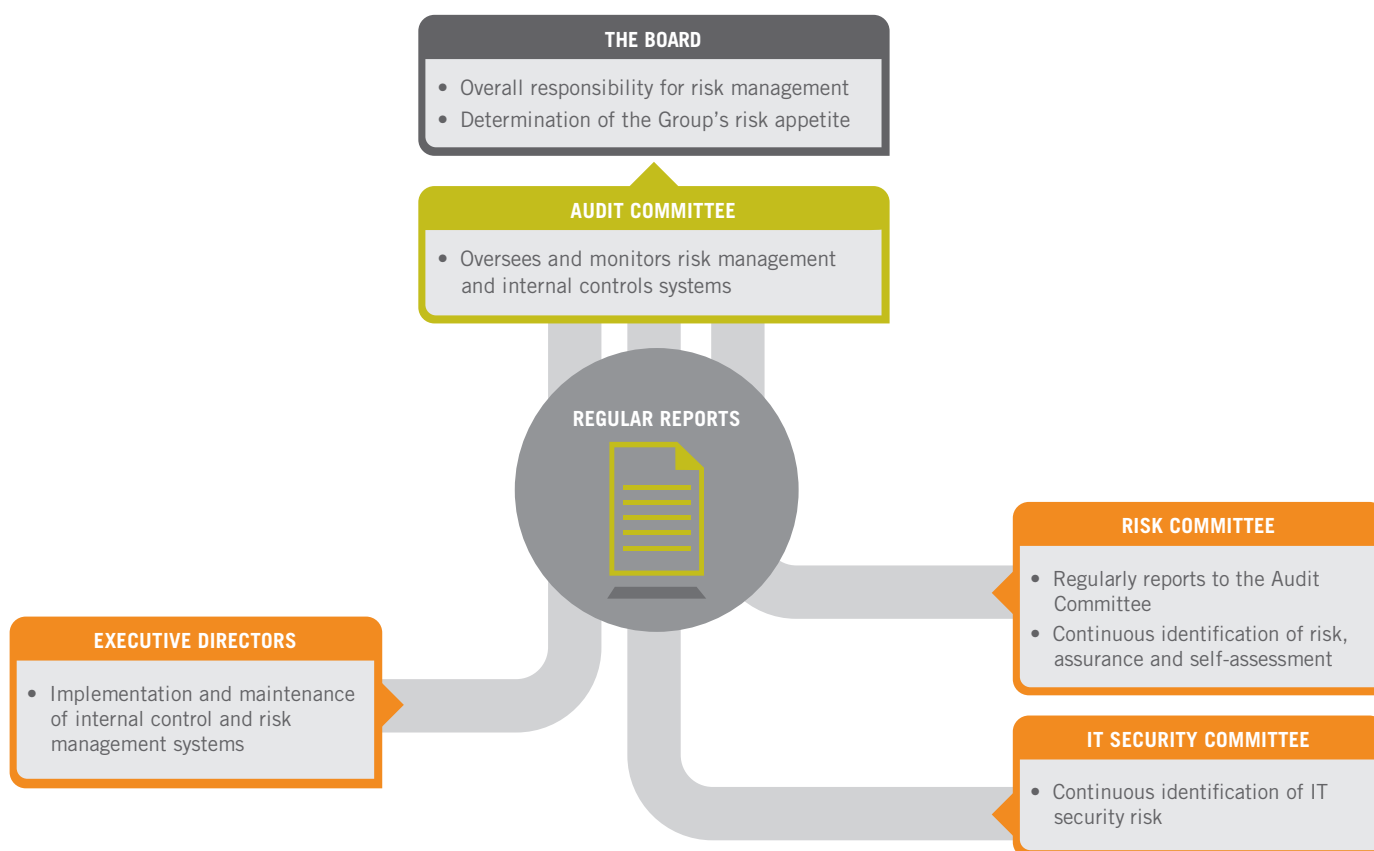 THE BOARD
• Overall responsibility for risk management
• Determination of the Group’s risk appetite
AUDIT COMMITTEE
• Oversees and monitors risk management
and internal controls systems
REGULAR REPORTS
EXECUTIVE DIRECTORS
• Implementation and maintenance
of internal control and risk
management systems
RISK COMMITTEE
• Regularly reports to the Audit
Committee
• Continuous identification of risk,
assurance and self-assessment
IT SECURITY COMMITTEE
• Continuous identification of IT
security risk